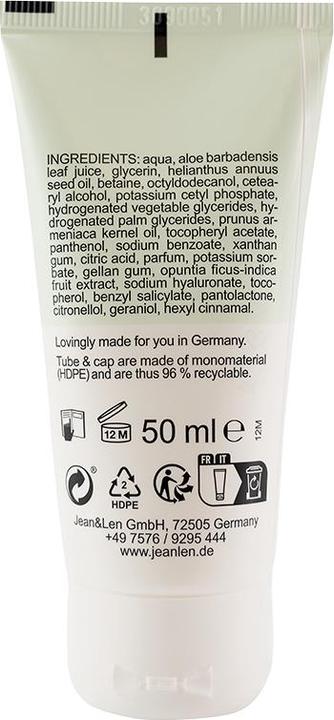 3090051
INGREDIENTS: aqua, aloe barbadensis
leaf juice, glycerin, helianthus annuus
seed oil, betaine, octyldodecanol, cetea-
ryl alcohol, potassium cetyl phosphate,
hydrogenated vegetable glycerides, hy-
drogenated palm glycerides, prunus ar-
meniaca kernel oil, tocopheryl acetate,
panthenol, sodium benzoate, xanthan
gum, citric acid, parfum, potassium sor-
bate, gellan gum, opuntia ficus-indica
fruit extract, sodium hyaluronate, toco-
pherol, benzyl salicylate, pantolactone,
citronellol, geraniol, hexyl cinnamal.
Lovingly made for you in Germany.
Tube & cap are made of monomaterial
(HDPE) and are thus 96 % recyclable.
12 M 50 ml e 12M
FR IT
2
HDPE
Jean&Len GmbH, 72505 Germany
+49 7576 / 9295 444
www.jeanlen.de